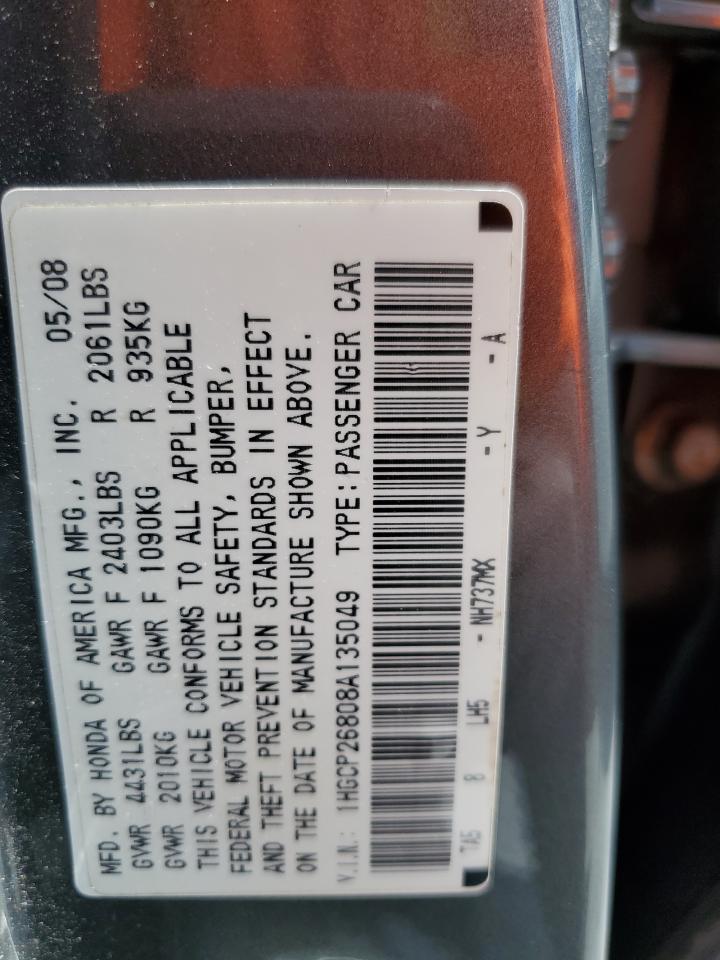 MFD. BY HONDA OF AMERICA MFG., INC. 05/08
GVWR 4431LBS GAWR F 2403LBS R 2061LBS
GVWR 2010KG GAWR F 1090KG R 935KG
THIS VEHICLE CONFORMS TO ALL APPLICABLE
FEDERAL MOTOR VEHICLE SAFETY, BUMPER,
AND THEFT PREVENTION STANDARDS IN EFFECT
ON THE DATE OF MANUFACTURE SHOWN ABOVE.
V.I.N.: 1HGCP26808A135049 TYPE:PASSENGER CAR
TA5 8 LH5 - NH737MX - Y - A